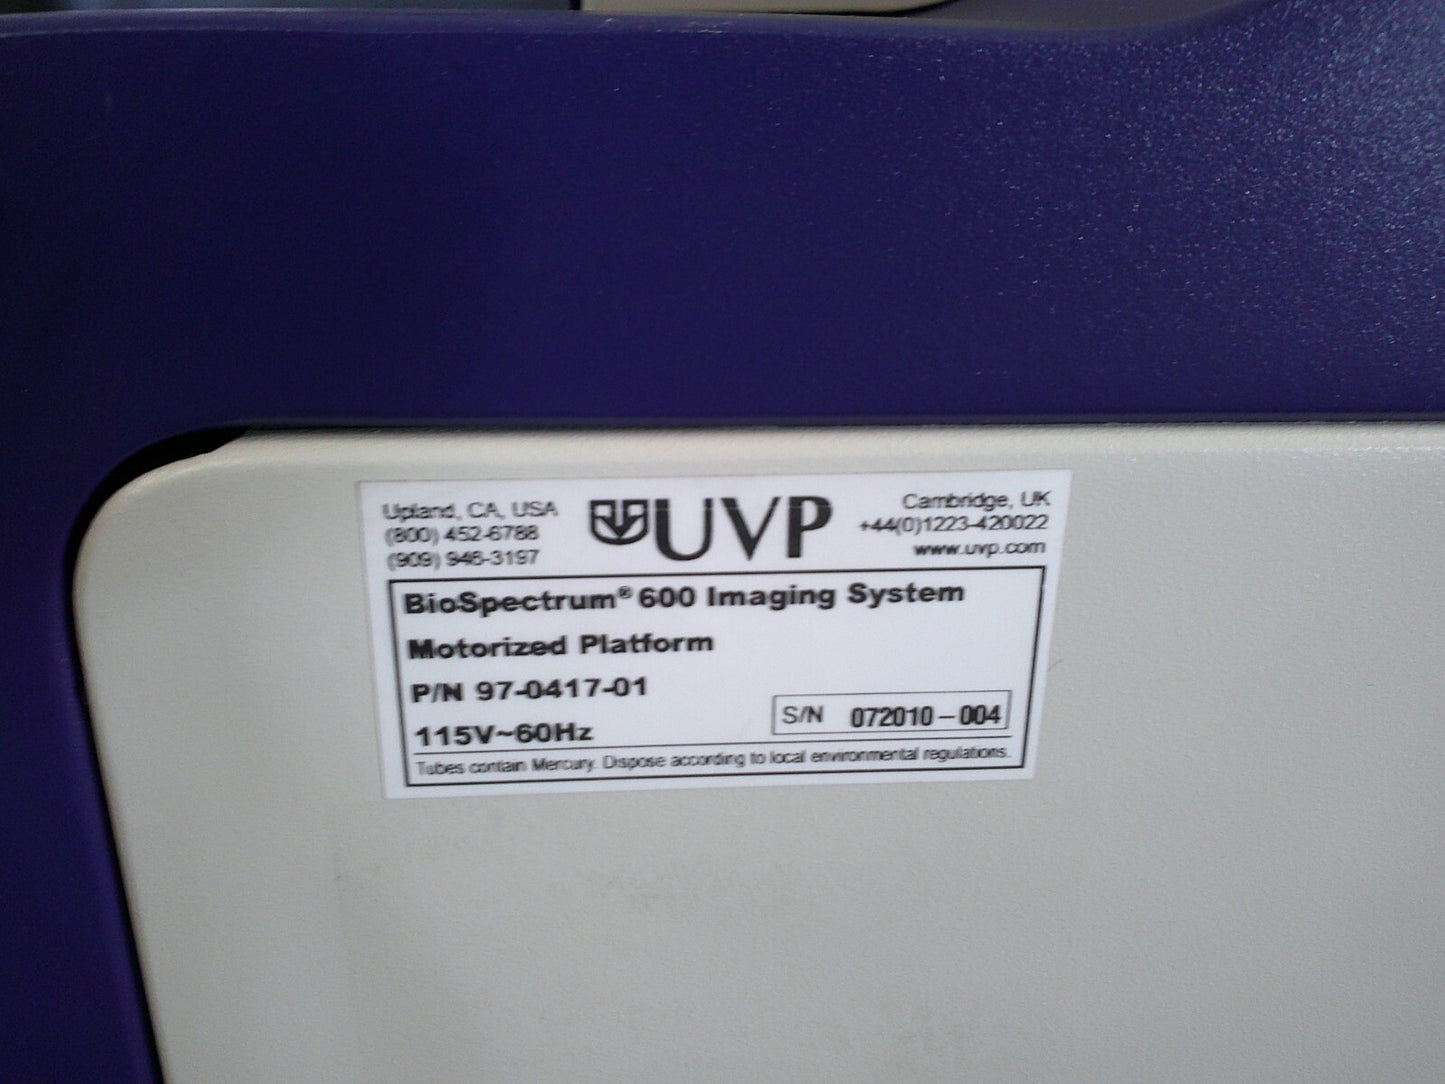 Upland, CA, USA
(800) 452-6788
(909) 946-3197
UVP
Cambridge, UK
+44(0)1223-420022
www.uvp.com
BioSpectrum® 600 Imaging System
Motorized Platform
P/N 97-0417-01
115V~60Hz
S/N 072010-004
Tubes contain Mercury. Dispose according to local environmental regulations.